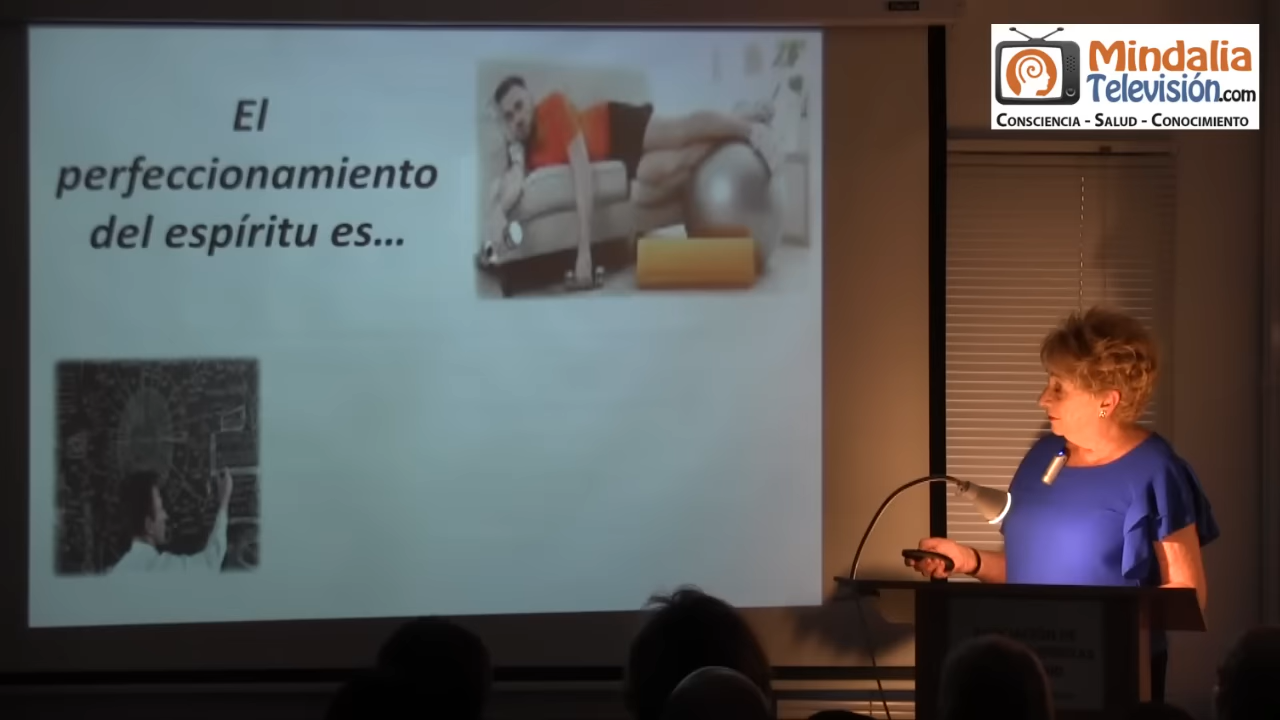 El
perfeccionamiento
del espíritu es...
Mindalia
Televisión.com
CONSCIENCIA - SALUD - CONOCIMIENTO